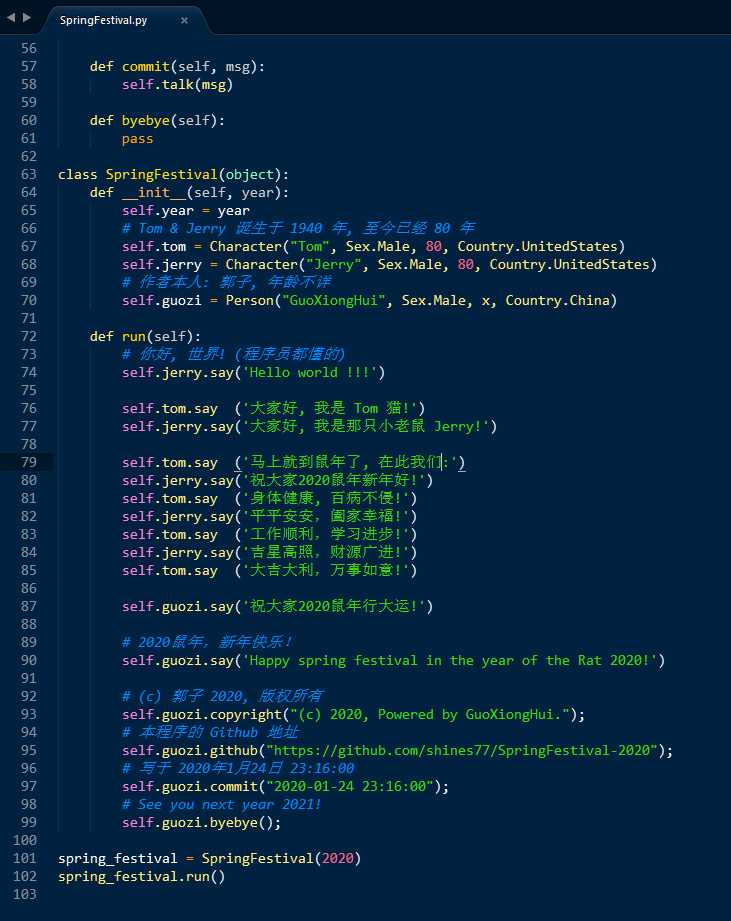 SpringFestival.py ×
56
57     def commit(self, msg):
58         self.talk(msg)
59
60     def byebye(self):
61         pass
62
63 class SpringFestival(object):
64     def __init__(self, year):
65         self.year = year
66         # Tom & Jerry 诞生于 1940 年, 至今已经 80 年
67         self.tom = Character("Tom", Sex.Male, 80, Country.UnitedStates)
68         self.jerry = Character("Jerry", Sex.Male, 80, Country.UnitedStates)
69         # 作者本人: 郭子, 年龄不详
70         self.guozi = Person("GuoXiongHui", Sex.Male, x, Country.China)
71
72     def run(self):
73         # 你好, 世界! (程序员都懂的)
74         self.jerry.say('Hello world !!!')
75
76         self.tom.say  ('大家好, 我是 Tom 猫!')
77         self.jerry.say('大家好, 我是那只小老鼠 Jerry!')
78
79         self.tom.say  ('马上就到鼠年了, 在此我们:')
80         self.jerry.say('祝大家2020鼠年新年好!')
81         self.tom.say  ('身体健康, 百病不侵!')
82         self.jerry.say('平平安安，阖家幸福!')
83         self.tom.say  ('工作顺利，学习进步!')
84         self.jerry.say('吉星高照，财源广进!')
85         self.tom.say  ('大吉大利，万事如意!')
86
87         self.guozi.say('祝大家2020鼠年行大运!')
88
89         # 2020鼠年，新年快乐!
90         self.guozi.say('Happy spring festival in the year of the Rat 2020!')
91
92         # (c) 郭子 2020, 版权所有
93         self.guozi.copyright("(c) 2020, Powered by GuoXiongHui.");
94         # 本程序的 Github 地址
95         self.guozi.github("https://github.com/shines77/SpringFestival-2020");
96         # 写于 2020年1月24日 23:16:00
97         self.guozi.commit("2020-01-24 23:16:00");
98         # See you next year 2021!
99         self.guozi.byebye();
100
101 spring_festival = SpringFestival(2020)
102 spring_festival.run()
103